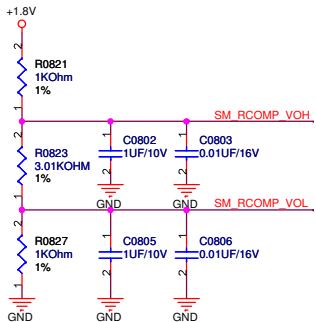 +1.8V
2
R0821
1KOhm
1%
1
SM_RCOMP_VOH
2
R0823
3.01KOHM
1%
1
1
C0802
1UF/10V
2
GND
1
C0803
0.01UF/16V
2
GND
SM_RCOMP_VOL
2
R0827
1KOhm
1%
1
GND
1
C0805
1UF/10V
2
GND
1
C0806
0.01UF/16V
2
GND